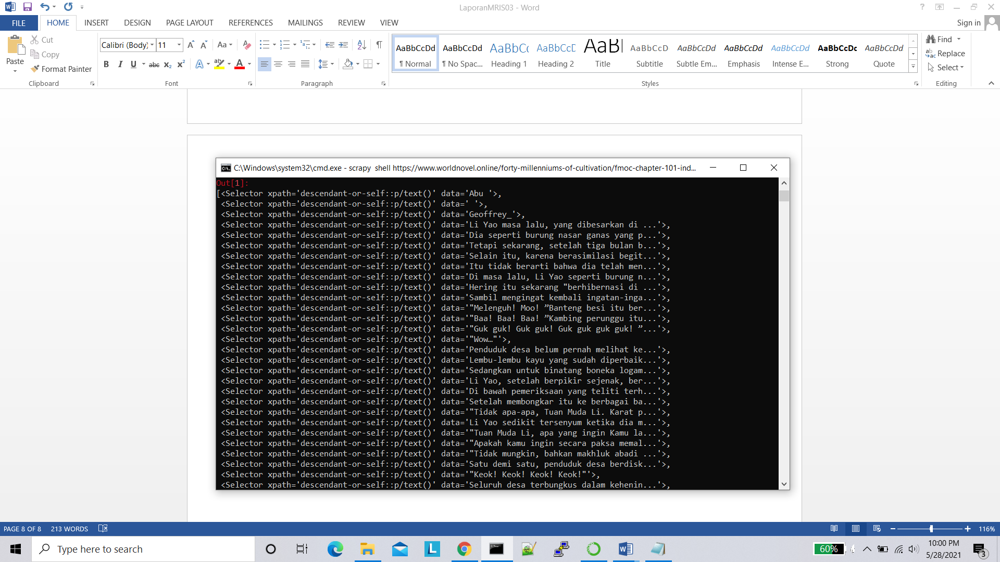 LaporanMRIS03 - Word
FILE HOME INSERT DESIGN PAGE LAYOUT REFERENCES MAILINGS REVIEW VIEW Sign in
Paste
Cut
Copy
Format Painter
Clipboard
Calibri (Body) 11
Font
Paragraph
AaBbCcDd AaBbCcDd AaBbCc AaBbCcD AaB AaBbCcD AaBbCcDd AaBbCcDd AaBbCcDd AaBbCcDc AaBbCcDd
¶ Normal ¶ No Spac... Heading 1 Heading 2 Title Subtitle Subtle Em... Emphasis Intense E... Strong Quote
Styles
Find
Replace
Select
Editing
C:\Windows\system32\cmd.exe - scrapy  shell https://www.worldnovel.online/forty-millenniums-of-cultivation/fmoc-chapter-101-ind...
Out[1]:
[<Selector xpath='descendant-or-self::p/text()' data='Abu '>,
<Selector xpath='descendant-or-self::p/text()' data=' '>,
<Selector xpath='descendant-or-self::p/text()' data='Geoffrey_'>,
<Selector xpath='descendant-or-self::p/text()' data='Li Yao masa lalu, yang dibesarkan di ...'>,
<Selector xpath='descendant-or-self::p/text()' data='Dia seperti burung nasar ganas yang p...'>,
<Selector xpath='descendant-or-self::p/text()' data='Tetapi sekarang, setelah tiga bulan b...'>,
<Selector xpath='descendant-or-self::p/text()' data='Selain itu, karena berasimilasi begit...'>,
<Selector xpath='descendant-or-self::p/text()' data='Itu tidak berarti bahwa dia telah men...'>,
<Selector xpath='descendant-or-self::p/text()' data='Di masa lalu, Li Yao seperti burung n...'>,
<Selector xpath='descendant-or-self::p/text()' data='Hering itu sekarang "berhibernasi di ...'>,
<Selector xpath='descendant-or-self::p/text()' data='Sambil mengingat kembali ingatan-inga...'>,
<Selector xpath='descendant-or-self::p/text()' data='"Melenguh! Moo! ”Banteng besi itu ber...'>,
<Selector xpath='descendant-or-self::p/text()' data='"Baa! Baa! Baa! ”Kambing perunggu itu...'>,
<Selector xpath='descendant-or-self::p/text()' data='"Guk guk! Guk guk! Guk guk guk guk! ”...'>,
<Selector xpath='descendant-or-self::p/text()' data='"Wow…"'>,
<Selector xpath='descendant-or-self::p/text()' data='Penduduk desa belum pernah melihat ke...'>,
<Selector xpath='descendant-or-self::p/text()' data='Lembu-lembu kayu yang sudah diperbaik...'>,
<Selector xpath='descendant-or-self::p/text()' data='Sedangkan untuk binatang boneka logam...'>,
<Selector xpath='descendant-or-self::p/text()' data='Li Yao, setelah berpikir sejenak, ber...'>,
<Selector xpath='descendant-or-self::p/text()' data='Di bawah pemeriksaan yang teliti terh...'>,
<Selector xpath='descendant-or-self::p/text()' data='Setelah membongkar itu ke berbagai ba...'>,
<Selector xpath='descendant-or-self::p/text()' data='"Tidak apa-apa, Tuan Muda Li. Karat p...'>,
<Selector xpath='descendant-or-self::p/text()' data='Li Yao sedikit tersenyum ketika dia m...'>,
<Selector xpath='descendant-or-self::p/text()' data='"Tuan Muda Li, apa yang ingin Kamu la...'>,
<Selector xpath='descendant-or-self::p/text()' data='"Apakah kamu ingin secara paksa memal...'>,
<Selector xpath='descendant-or-self::p/text()' data='"Tidak mungkin, bahkan makhluk abadi ...'>,
<Selector xpath='descendant-or-self::p/text()' data='Satu demi satu, penduduk desa berdisk...'>,
<Selector xpath='descendant-or-self::p/text()' data='"Keok! Keok! Keok! Keok!"'>,
<Selector xpath='descendant-or-self::p/text()' data='Seluruh desa terbungkus dalam kehenin...'>,
PAGE 8 OF 8 213 WORDS 116%
Type here to search
60%
10:00 PM
5/28/2021
3